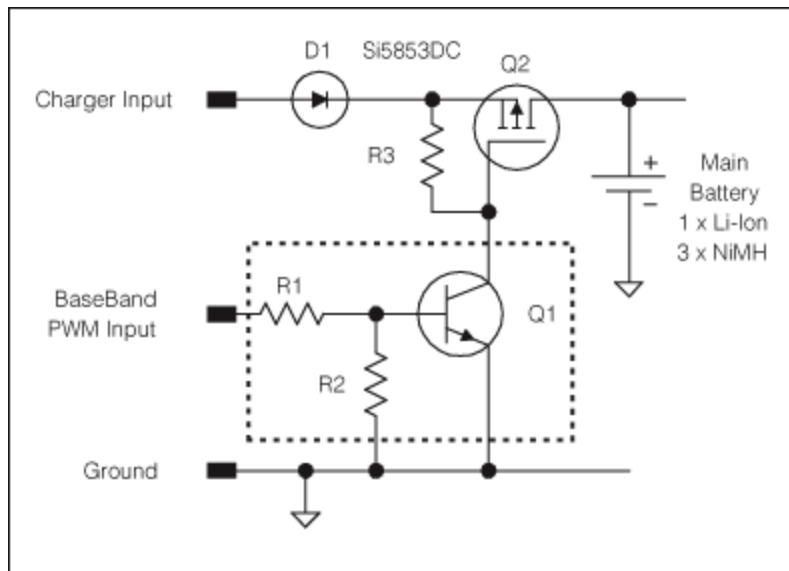 D1
Si5853DC
Q2
Charger Input
R3
+
−
Main
Battery
1 x Li-Ion
3 x NiMH
R1
BaseBand
PWM Input
Q1
R2
Ground